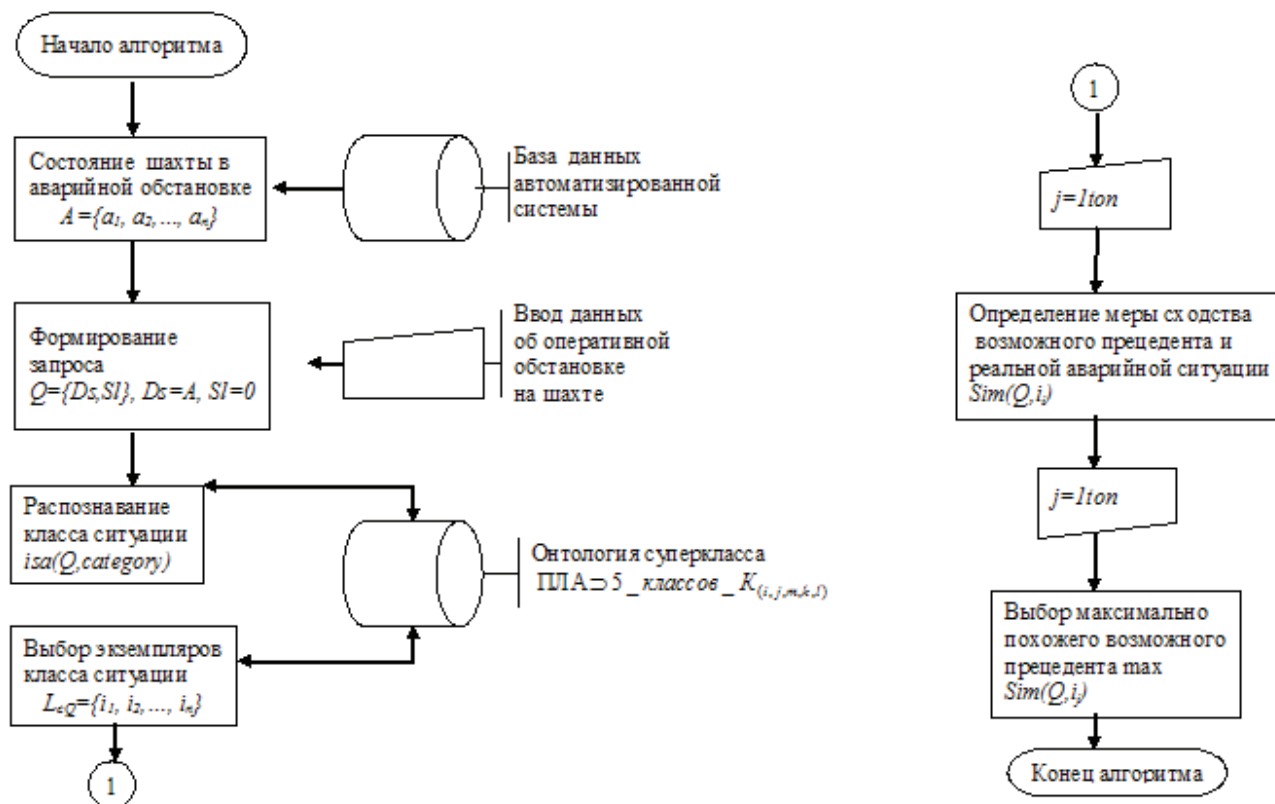 Начало алгоритма
Состояние шахты в
аварийной обстановке
A={a₁, a₂,..., aₙ}
База данных
автоматизированной
системы
Формирование
запроса
Q={Ds,Sl}, Ds=A, Sl=0
Ввод данных
об оперативной
обстановке
на шахте
Распознавание
класса ситуации
isa(Q,category)
Онтология суперкласса
ПЛА⊃5_классов_K₍ᵢ,ⱼ,ₘ,ₖ,ₗ₎
Выбор экземпляров
класса ситуации
LcQ={i₁, i₂,..., iₙ}
1
1
j=1ton
Определение меры сходства
возможного прецедента и
реальной аварийной ситуации
Sim(Q,iⱼ)
j=1ton
Выбор максимально
похожего возможного
прецедента max
Sim(Q,iⱼ)
Конец алгоритма